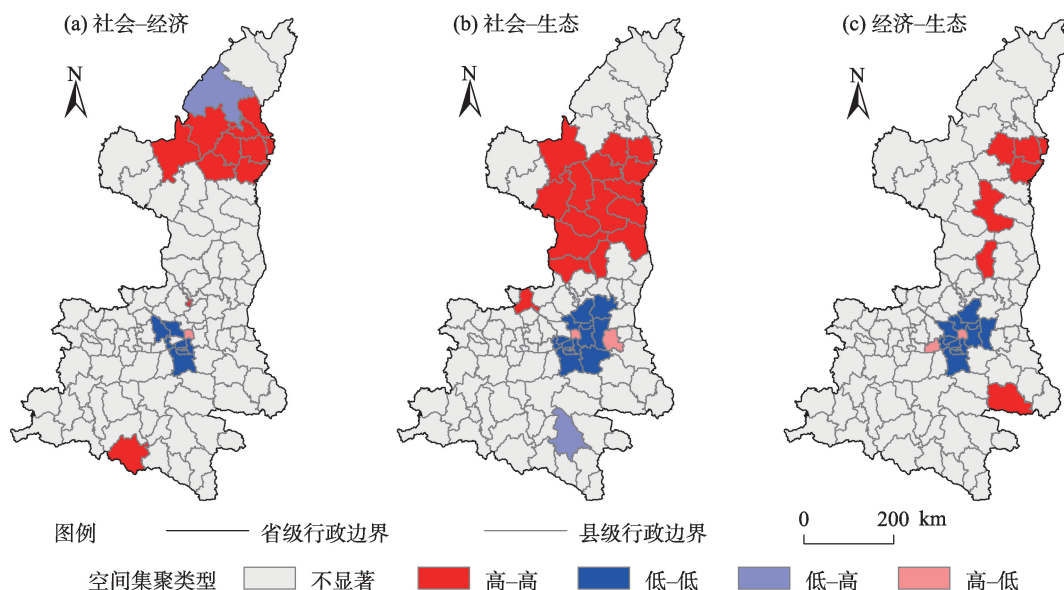 (a) 社会–经济
(b) 社会–生态
(c) 经济–生态
N
N
N
图例
省级行政边界
县级行政边界
0
200 km
空间集聚类型
不显著
高–高
低–低
低–高
高–低